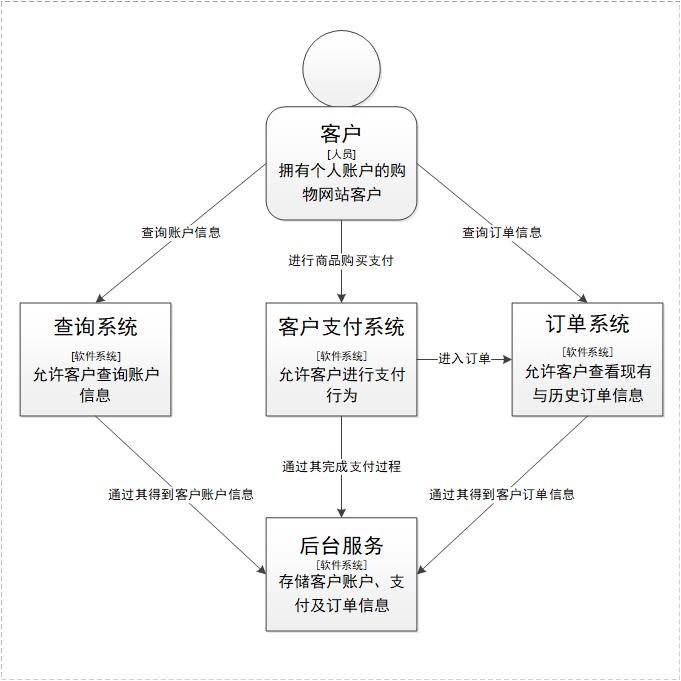 客户
[人员]
拥有个人账户的购
物网站客户
查询账户信息
查询订单信息
进行商品购买支付
查询系统
[软件系统]
允许客户查询账户
信息
客户支付系统
[软件系统]
允许客户进行支付
行为
进入订单
订单系统
[软件系统]
允许客户查看现有
与历史订单信息
通过其完成支付过程
通过其得到客户账户信息
通过其得到客户订单信息
后台服务
[软件系统]
存储客户账户、支
付及订单信息